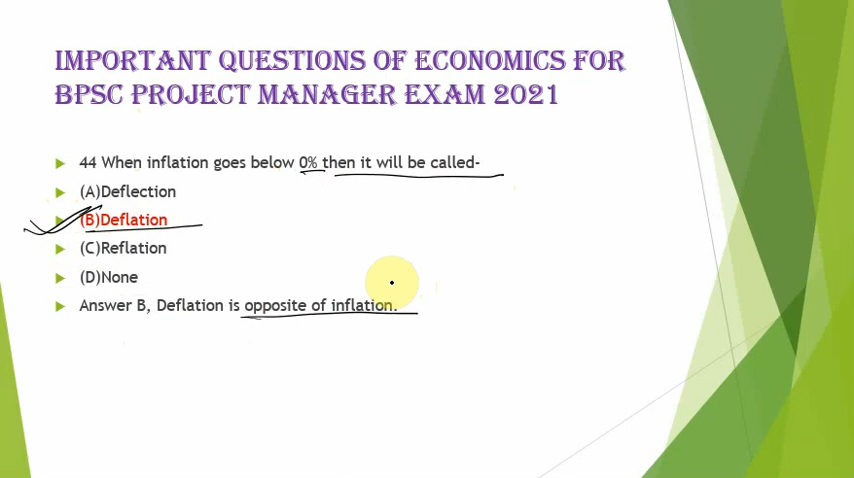 IMPORTANT QUESTIONS OF ECONOMICS FOR
BPSC PROJECT MANAGER EXAM 2021
44 When inflation goes below 0% then it will be called-
(A)Deflection
(B)Deflation
(C)Reflation
(D)None
Answer B, Deflation is opposite of inflation.